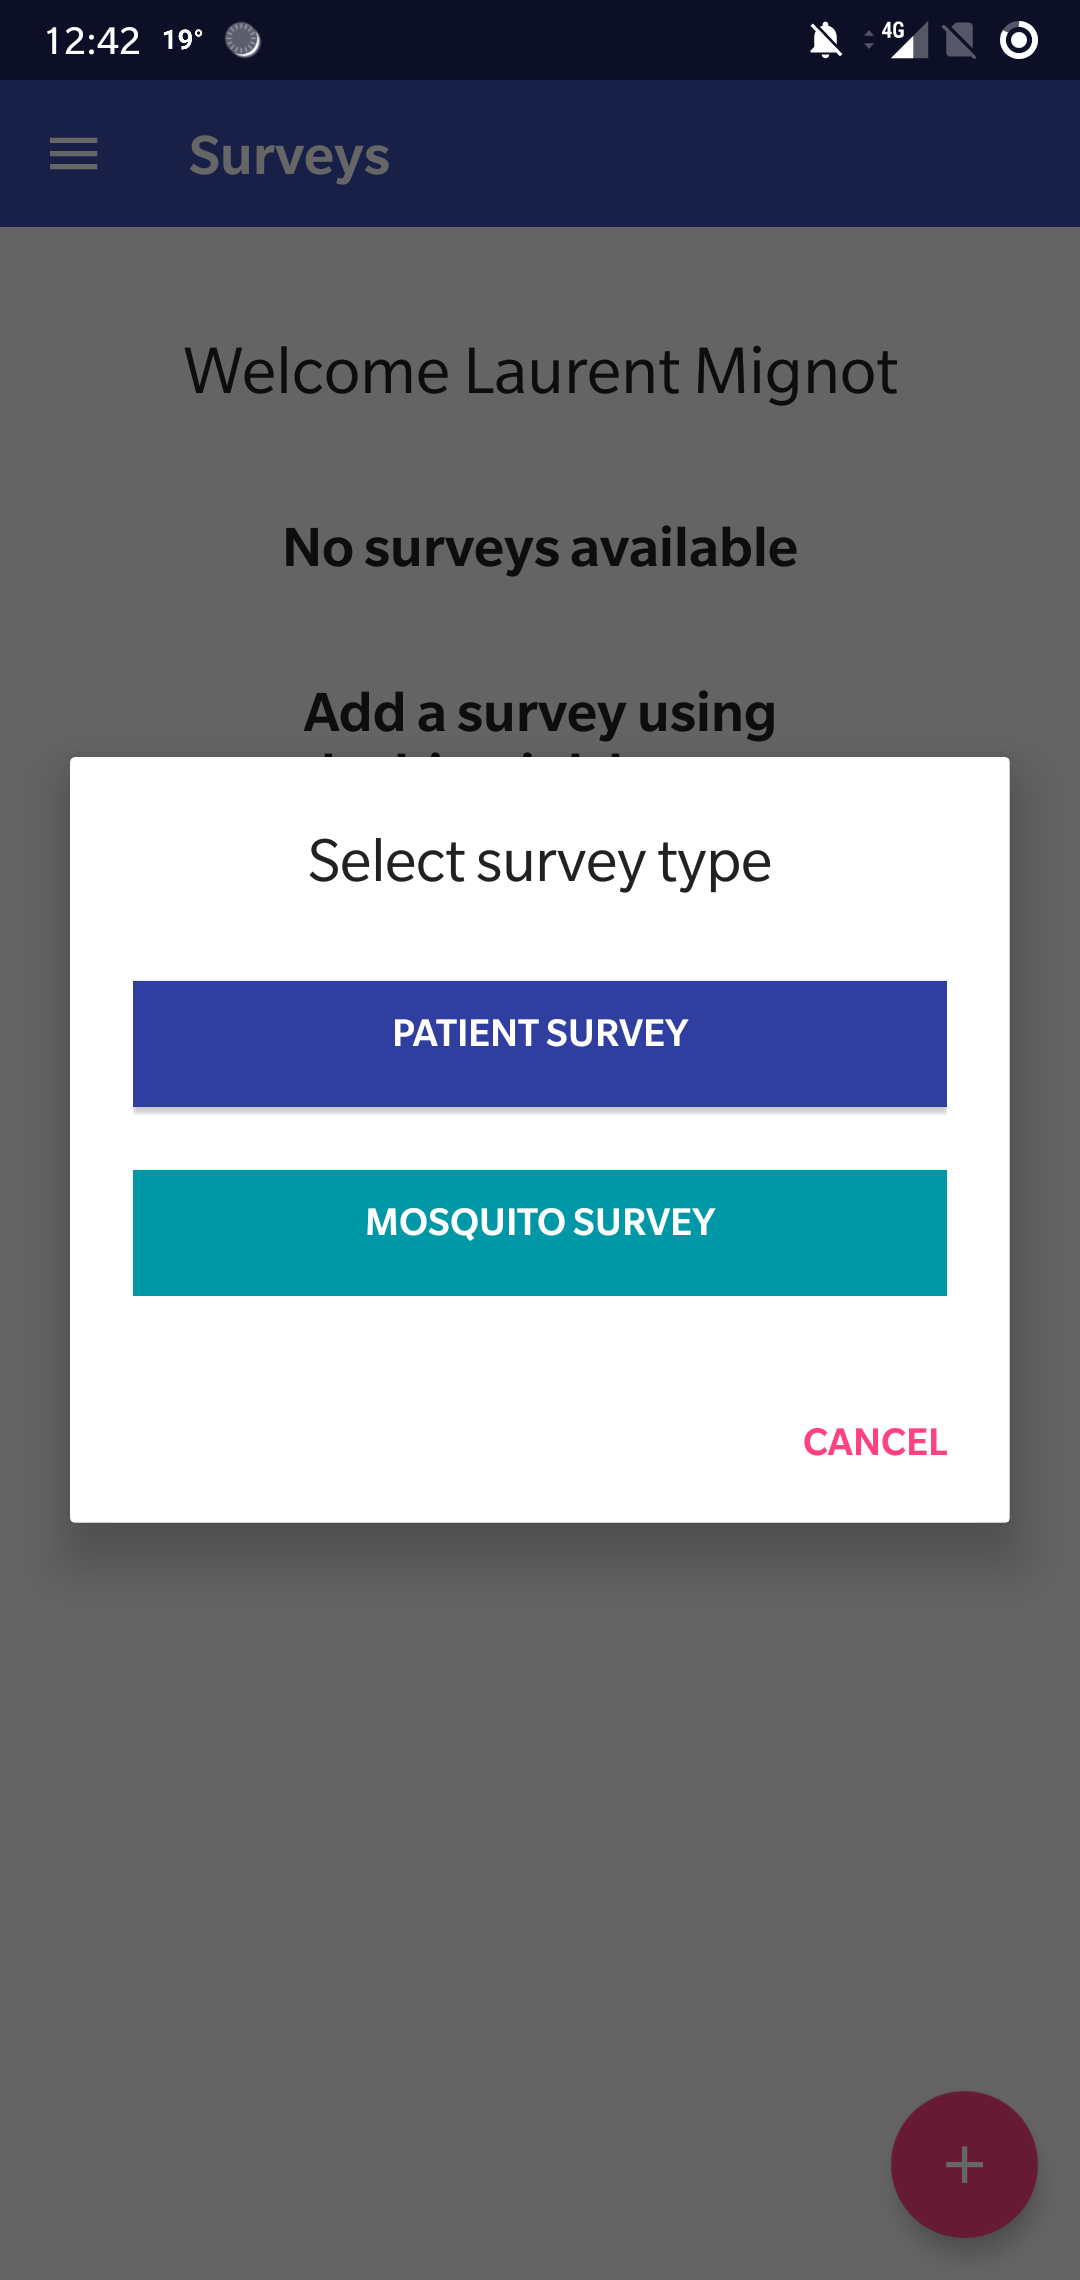 12:42 19° 4G
Surveys
Welcome Laurent Mignot
No surveys available
Add a survey using
Select survey type
PATIENT SURVEY
MOSQUITO SURVEY
CANCEL